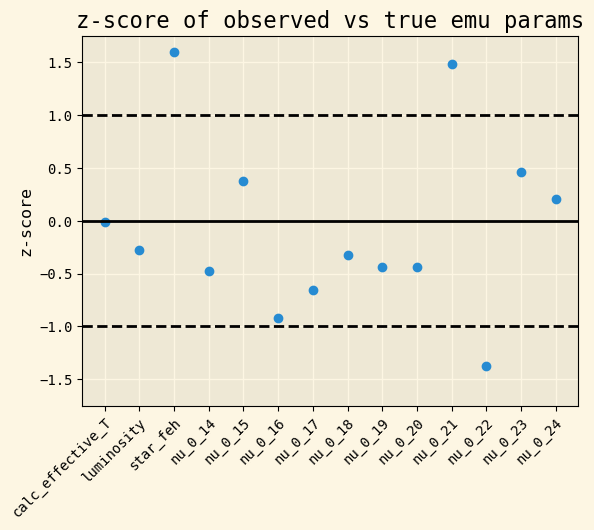 z-score of observed vs true emu params
z-score
1.5
1.0
0.5
0.0
−0.5
−1.0
−1.5
calc_effective_T
luminosity
star_feh
nu_0_14
nu_0_15
nu_0_16
nu_0_17
nu_0_18
nu_0_19
nu_0_20
nu_0_21
nu_0_22
nu_0_23
nu_0_24